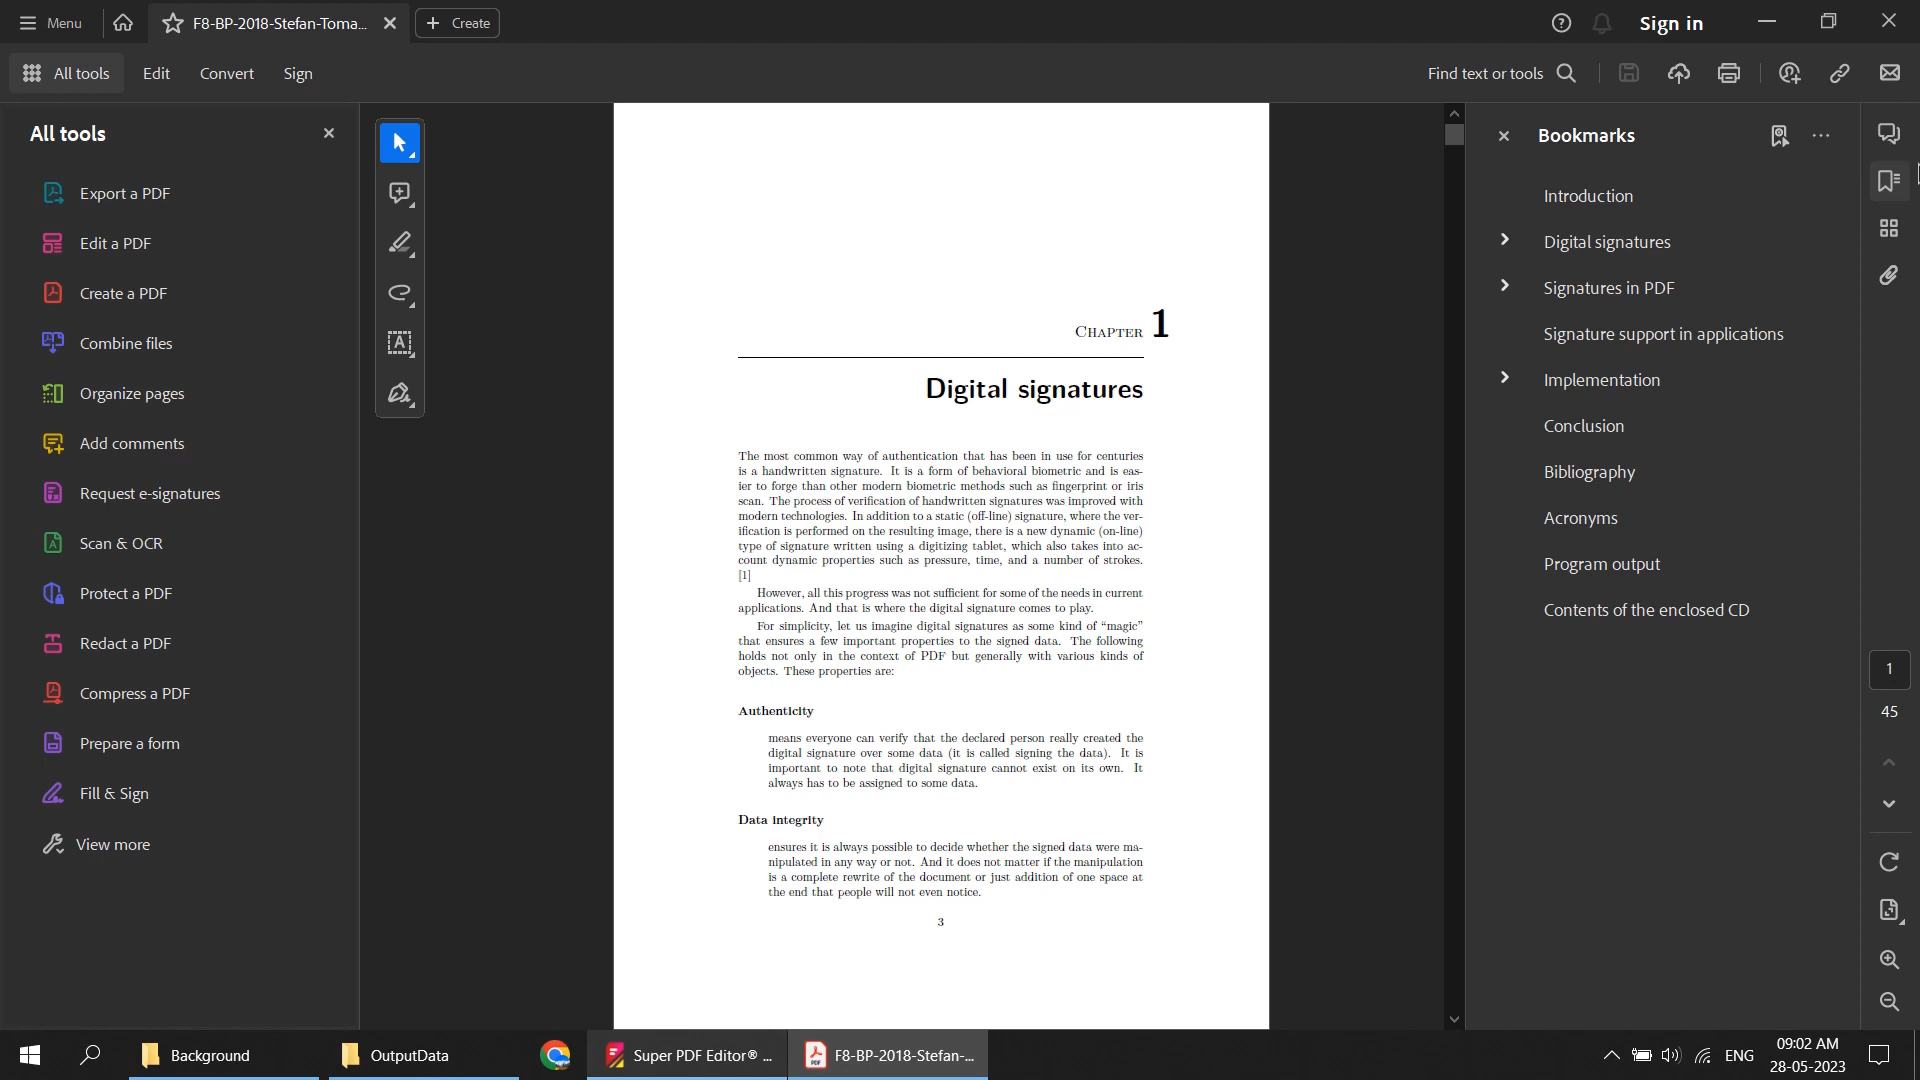 Menu
F8-BP-2018-Stefan-Toma...
Create
Sign in
All tools
Edit
Convert
Sign
Find text or tools
All tools
Export a PDF
Edit a PDF
Create a PDF
Combine files
Organize pages
Add comments
Request e-signatures
Scan & OCR
Protect a PDF
Redact a PDF
Compress a PDF
Prepare a form
Fill & Sign
View more
Chapter 1
Digital signatures
The most common way of authentication that has been in use for centuries
is a handwritten signature. It is a form of behavioral biometric and is eas-
ier to forge than other modern biometric methods such as fingerprint or iris
scan. The process of verification of handwritten signatures was improved with
modern technologies. In addition to a static (off-line) signature, where the ver-
ification is performed on the resulting image, there is a new dynamic (on-line)
type of signature written using a digitizing tablet, which also takes into ac-
count dynamic properties such as pressure, time, and a number of strokes.
[1]
However, all this progress was not sufficient for some of the needs in current
applications. And that is where the digital signature comes to play.
For simplicity, let us imagine digital signatures as some kind of “magic”
that ensures a few important properties to the signed data. The following
holds not only in the context of PDF but generally with various kinds of
objects. These properties are:
Authenticity
means everyone can verify that the declared person really created the
digital signature over some data (it is called signing the data). It is
important to note that digital signature cannot exist on its own. It
always has to be assigned to some data.
Data integrity
ensures it is always possible to decide whether the signed data were ma-
nipulated in any way or not. And it does not matter if the manipulation
is a complete rewrite of the document or just addition of one space at
the end that people will not even notice.
3
Bookmarks
Introduction
Digital signatures
Signatures in PDF
Signature support in applications
Implementation
Conclusion
Bibliography
Acronyms
Program output
Contents of the enclosed CD
1
45
Background
OutputData
Super PDF Editor® ...
F8-BP-2018-Stefan-...
ENG
09:02 AM
28-05-2023